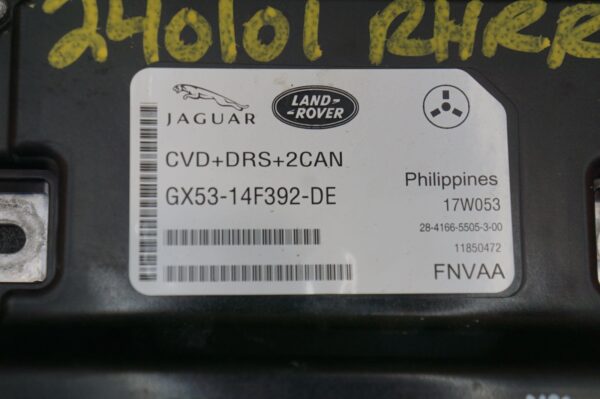 240101 RHRR
JAGUAR
LAND-
-ROVER
CVD+DRS+2CAN
GX53-14F392-DE
Philippines
17W053
28-4166-5505-3-00
11850472
FNVAA